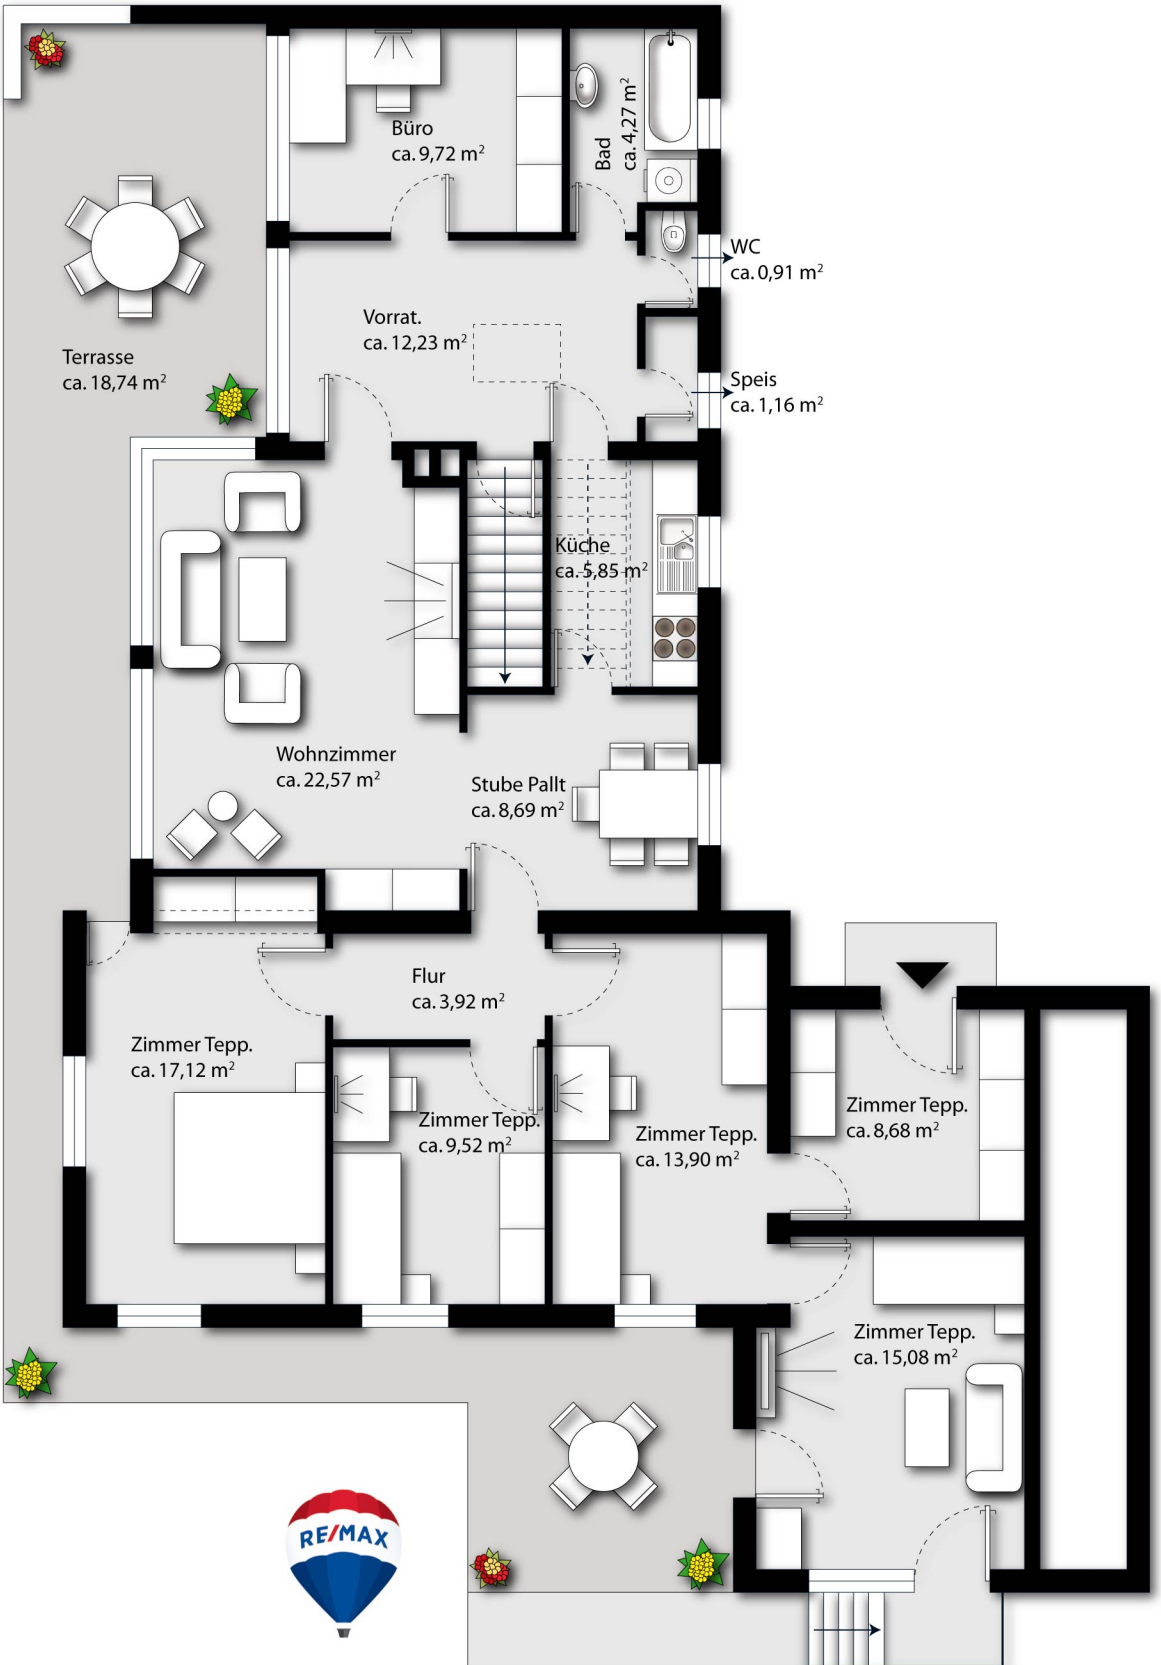 Büro
ca. 9,72 m²
Bad
ca. 4,27 m²
WC
ca. 0,91 m²
Vorrat.
ca. 12,23 m²
Terrasse
ca. 18,74 m²
Speis
ca. 1,16 m²
Küche
ca. 5,85 m²
Wohnzimmer
ca. 22,57 m²
Stube Pallt
ca. 8,69 m²
Flur
ca. 3,92 m²
Zimmer Tepp.
ca. 17,12 m²
Zimmer Tepp.
ca. 9,52 m²
Zimmer Tepp.
ca. 13,90 m²
Zimmer Tepp.
ca. 8,68 m²
Zimmer Tepp.
ca. 15,08 m²
RE/MAX